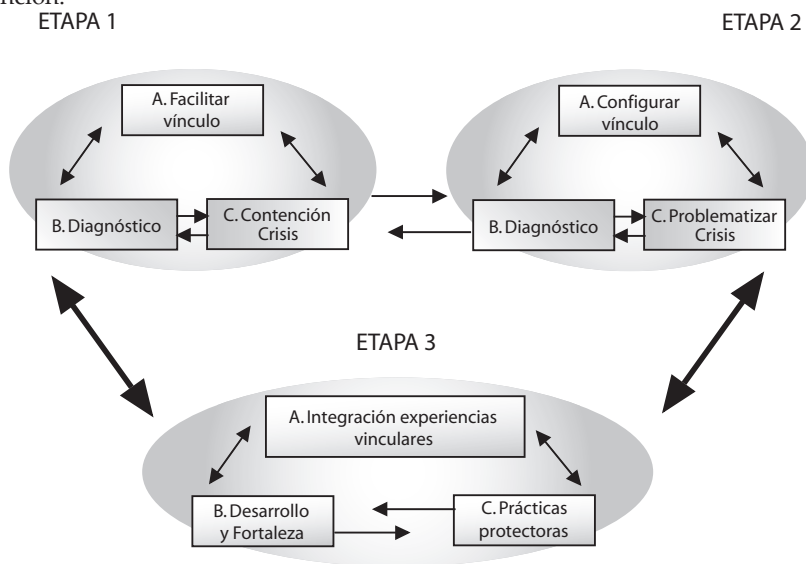 ETAPA 1
ETAPA 2
A. Facilitar
vínculo
B. Diagnóstico
C. Contención
Crisis
A. Configurar
vínculo
B. Diagnóstico
C. Problematizar
Crisis
ETAPA 3
A. Integración experiencias
vinculares
B. Desarrollo
y Fortaleza
C. Prácticas
protectoras